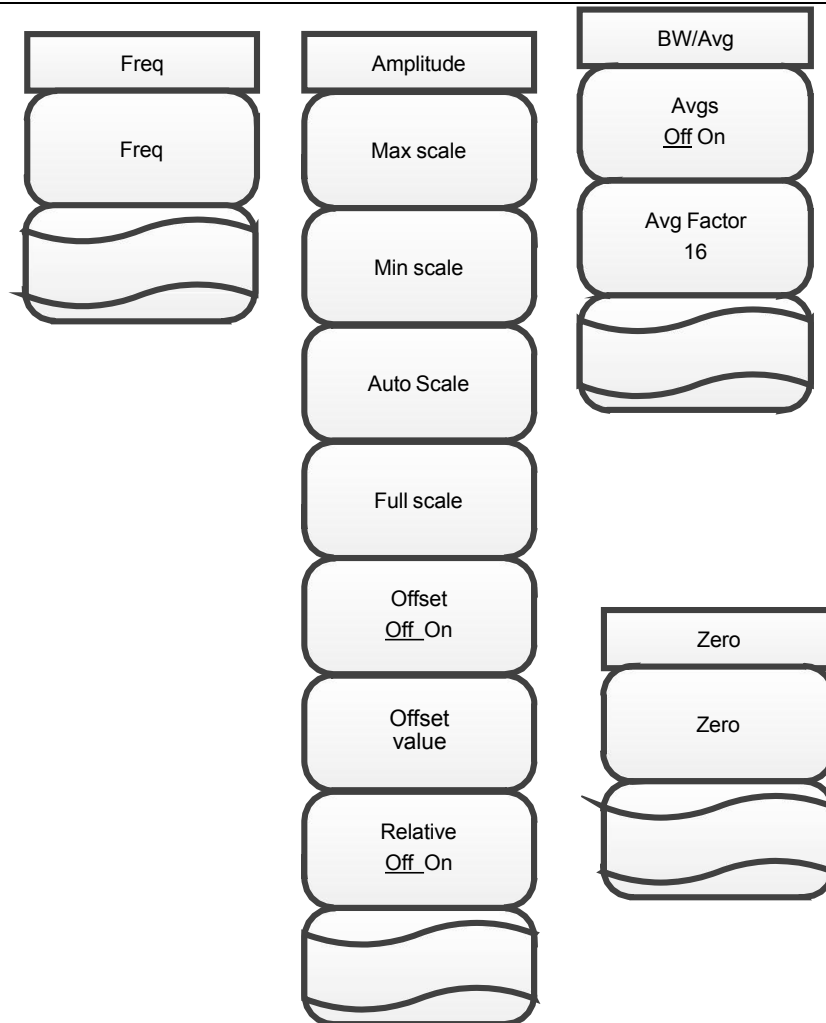 Freq
Freq
Amplitude
Max scale
Min scale
Auto Scale
Full scale
Offset
Off On
Offset
value
Relative
Off On
BW/Avg
Avgs
Off On
Avg Factor
16
Zero
Zero